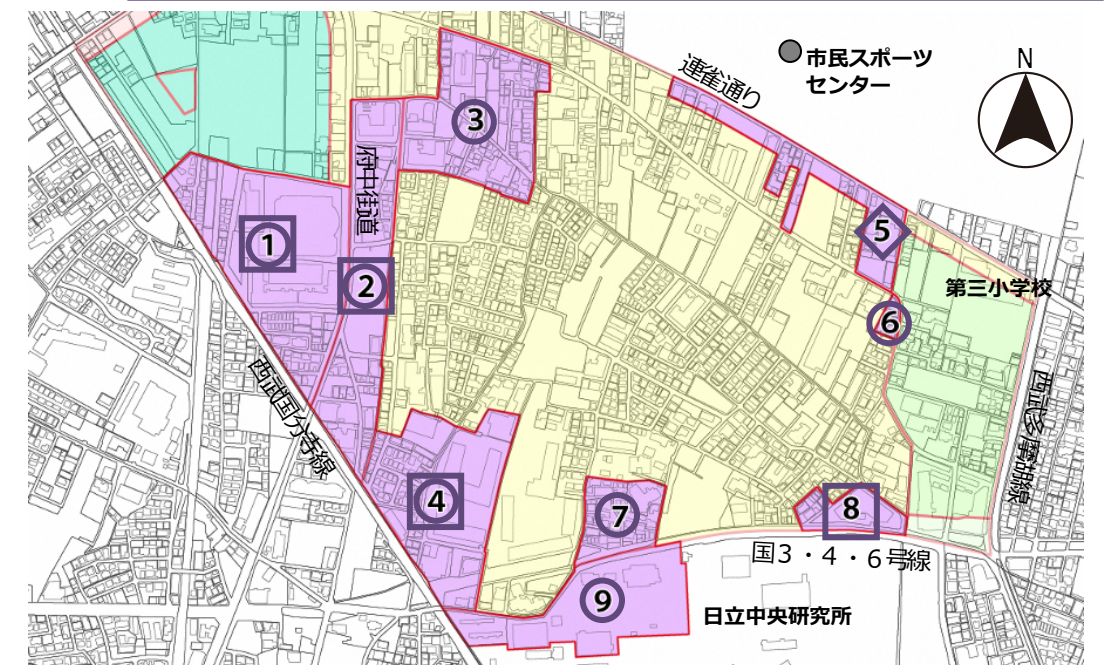 市民スポーツ
センター
N
連雀通り
③
府中街道
①
⑤
②
第三小学校
⑥
西武国分寺線
西武多摩湖線
④
⑦
⑧
国3・4・6号線
⑨
日立中央研究所